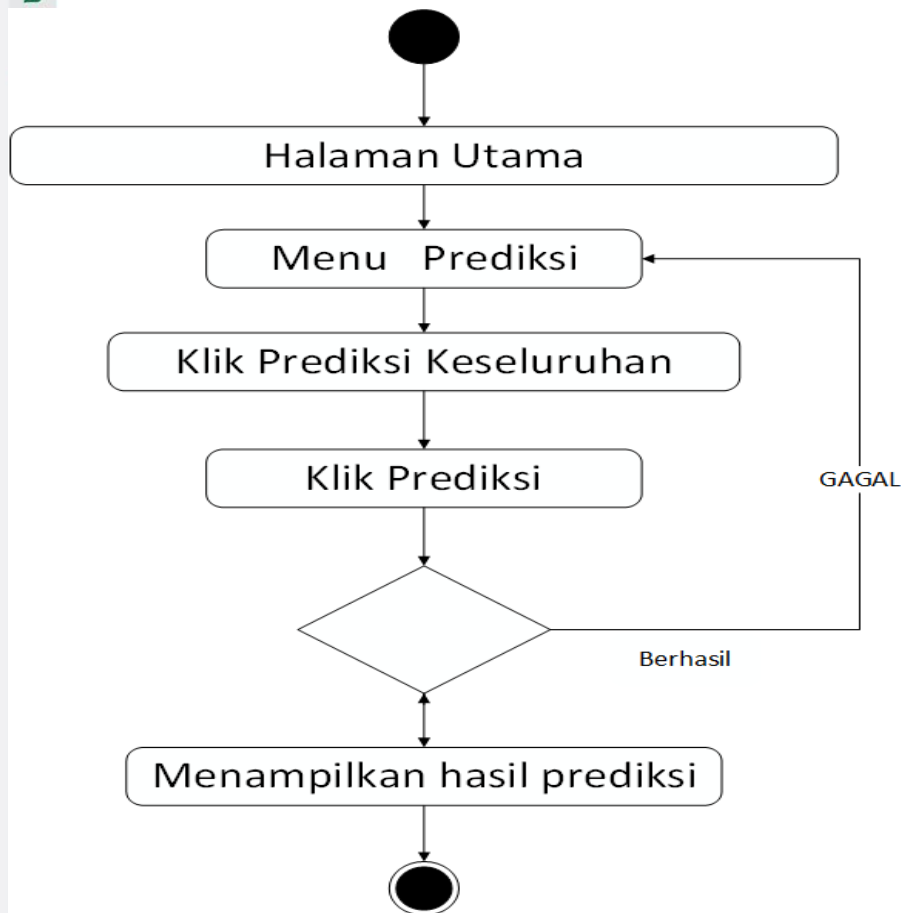 Halaman Utama
Menu Prediksi
Klik Prediksi Keseluruhan
Klik Prediksi
GAGAL
Berhasil
Menampilkan hasil prediksi